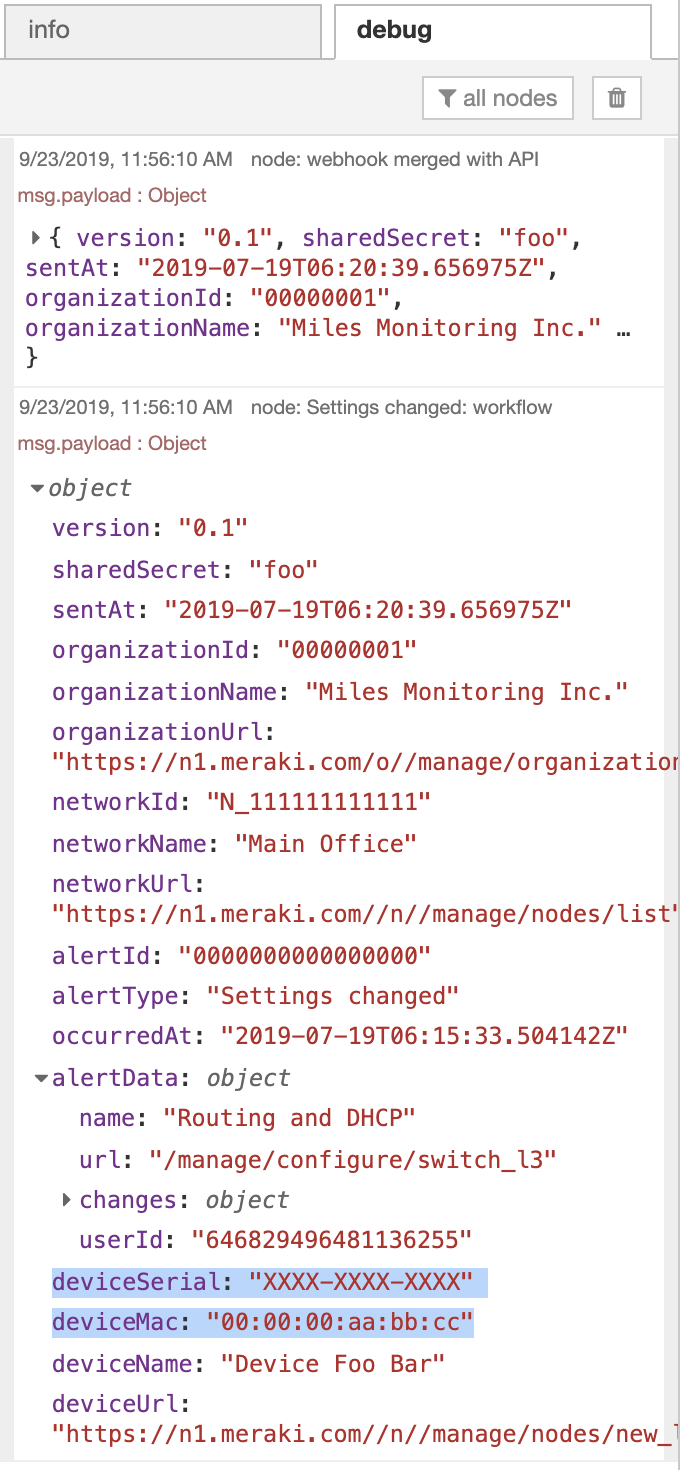 info
debug
all nodes
9/23/2019, 11:56:10 AM node: webhook merged with API
msg.payload : Object
{ version: "0.1", sharedSecret: "foo",
sentAt: "2019-07-19T06:20:39.656975Z",
organizationId: "00000001",
organizationName: "Miles Monitoring Inc." …
}
9/23/2019, 11:56:10 AM node: Settings changed: workflow
msg.payload : Object
object
version: "0.1"
sharedSecret: "foo"
sentAt: "2019-07-19T06:20:39.656975Z"
organizationId: "00000001"
organizationName: "Miles Monitoring Inc."
organizationUrl:
"https://n1.meraki.com/o//manage/organization
networkId: "N_111111111111"
networkName: "Main Office"
networkUrl:
"https://n1.meraki.com//n//manage/nodes/list"
alertId: "0000000000000000"
alertType: "Settings changed"
occurredAt: "2019-07-19T06:15:33.504142Z"
alertData: object
name: "Routing and DHCP"
url: "/manage/configure/switch_l3"
changes: object
userId: "646829496481136255"
deviceSerial: "XXXX-XXXX-XXXX"
deviceMac: "00:00:00:aa:bb:cc"
deviceName: "Device Foo Bar"
deviceUrl:
"https://n1.meraki.com//n//manage/nodes/new_l